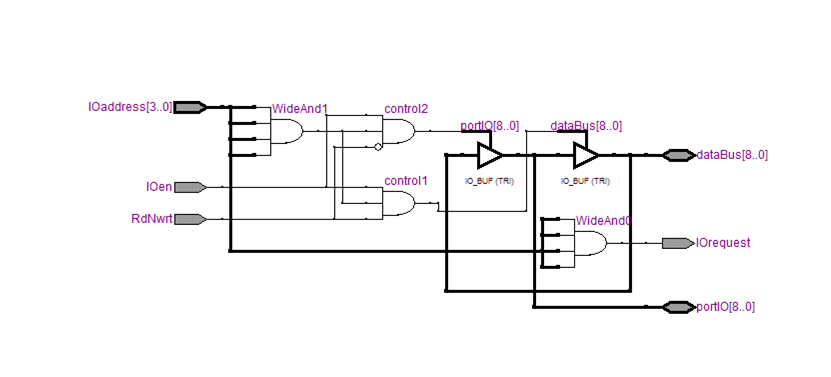 IOaddress[3..0]
WideAnd1
control2
portIO[8..0]
dataBus[8..0]
dataBus[8..0]
IO_BUF (TRI)
IO_BUF (TRI)
IOen
control1
RdNwrt
WideAnd0
IOrequest
portIO[8..0]